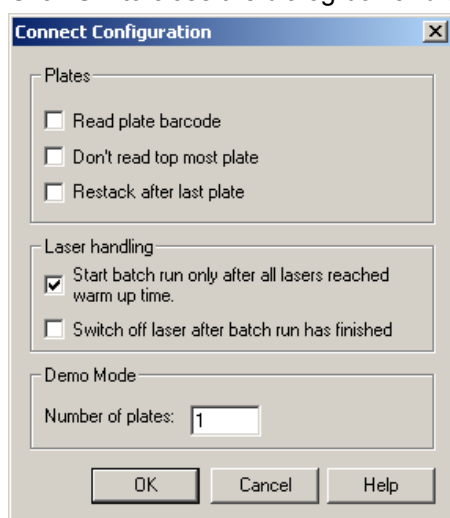 Connect Configuration
Plates
Read plate barcode
Don't read top most plate
Restack after last plate
Laser handling
Start batch run only after all lasers reached
warm up time.
Switch off laser after batch run has finished
Demo Mode
Number of plates: 1
OK Cancel Help